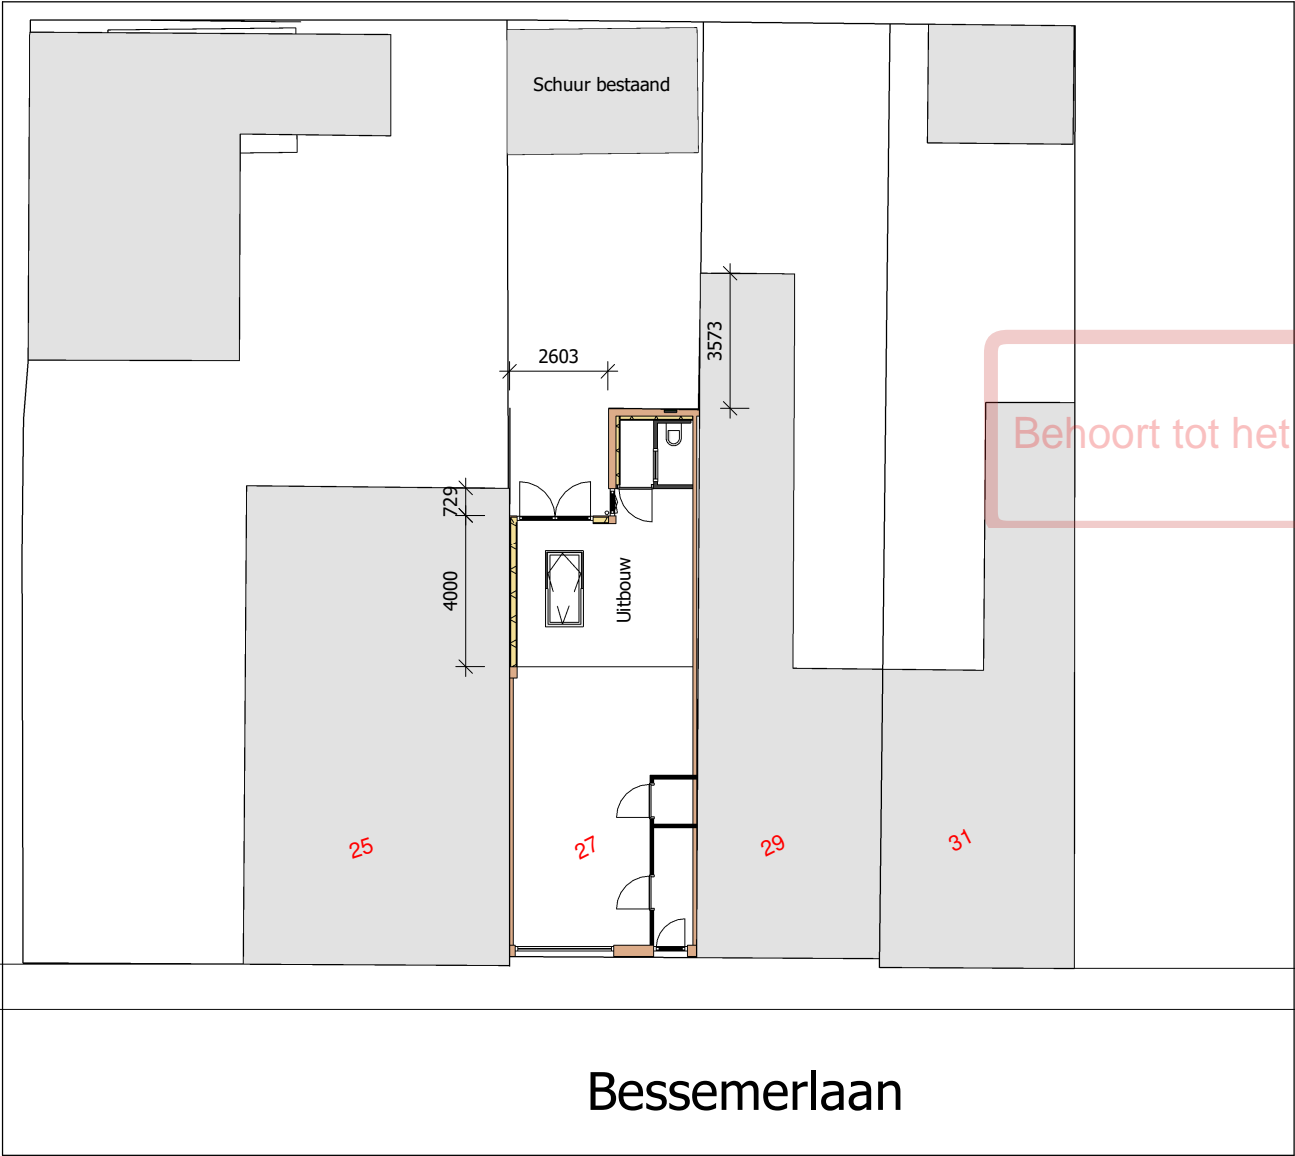 Schuur bestaand
3573
2603
Behoort tot het
729
4000
Uitbouw
25
27
29
31
Bessemerlaan